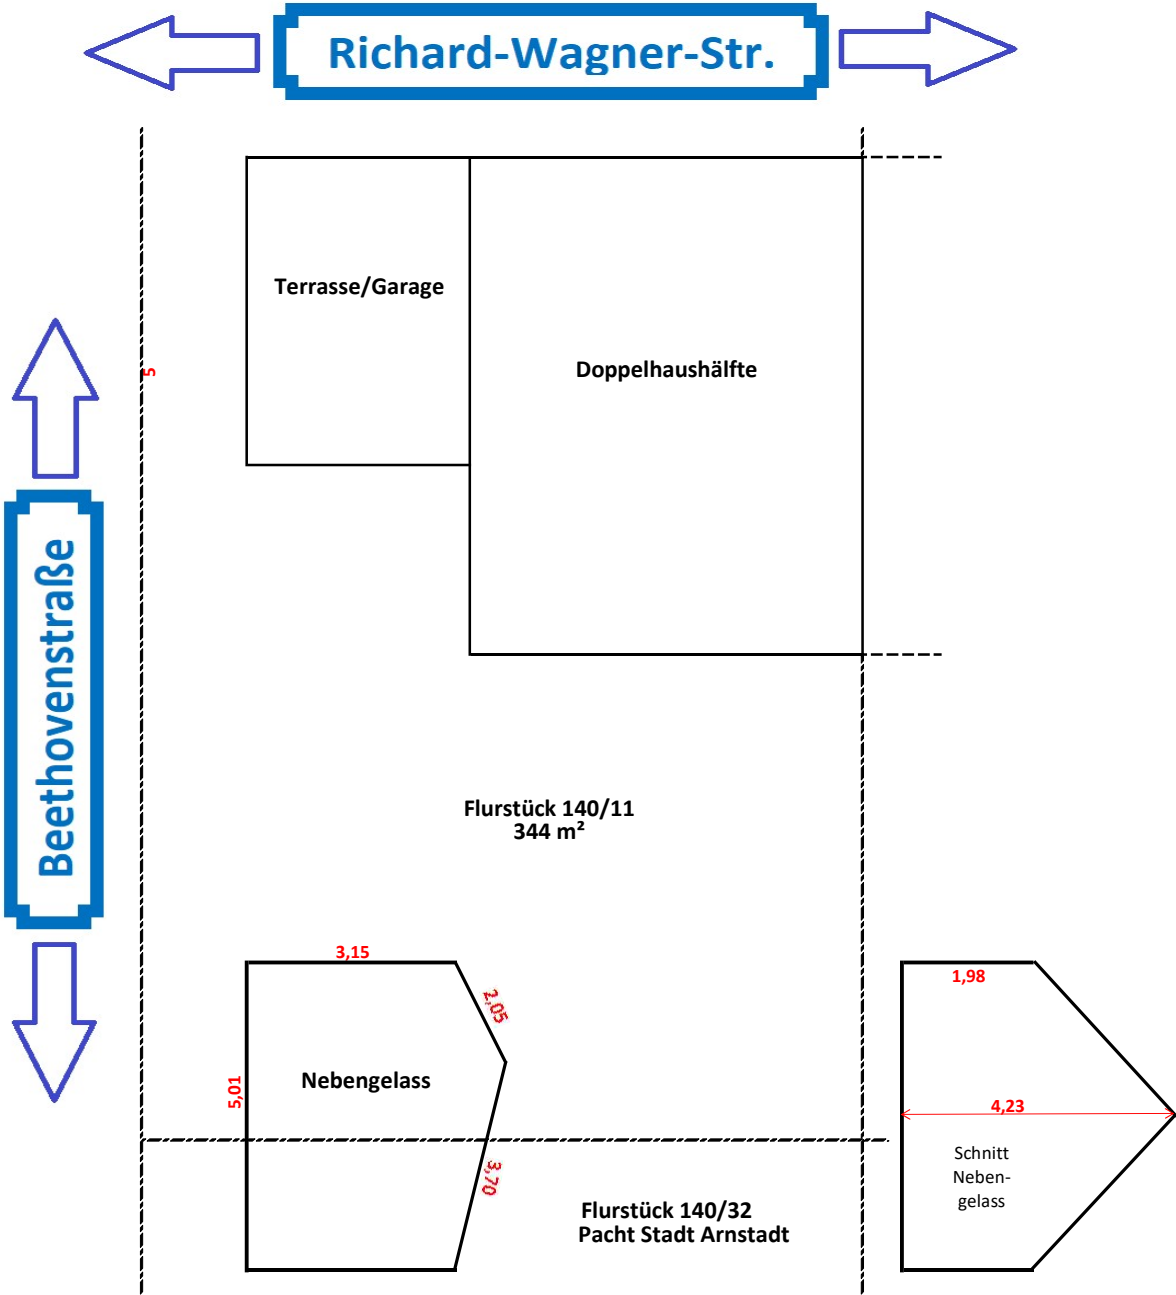 Richard-Wagner-Str.
Terrasse/Garage
Doppelhaushälfte
5
Beethovenstraße
Flurstück 140/11
344 m²
3,15
2,05
1,98
Nebengelass
5,01
4,23
3,70
Schnitt
Neben-
gelass
Flurstück 140/32
Pacht Stadt Arnstadt